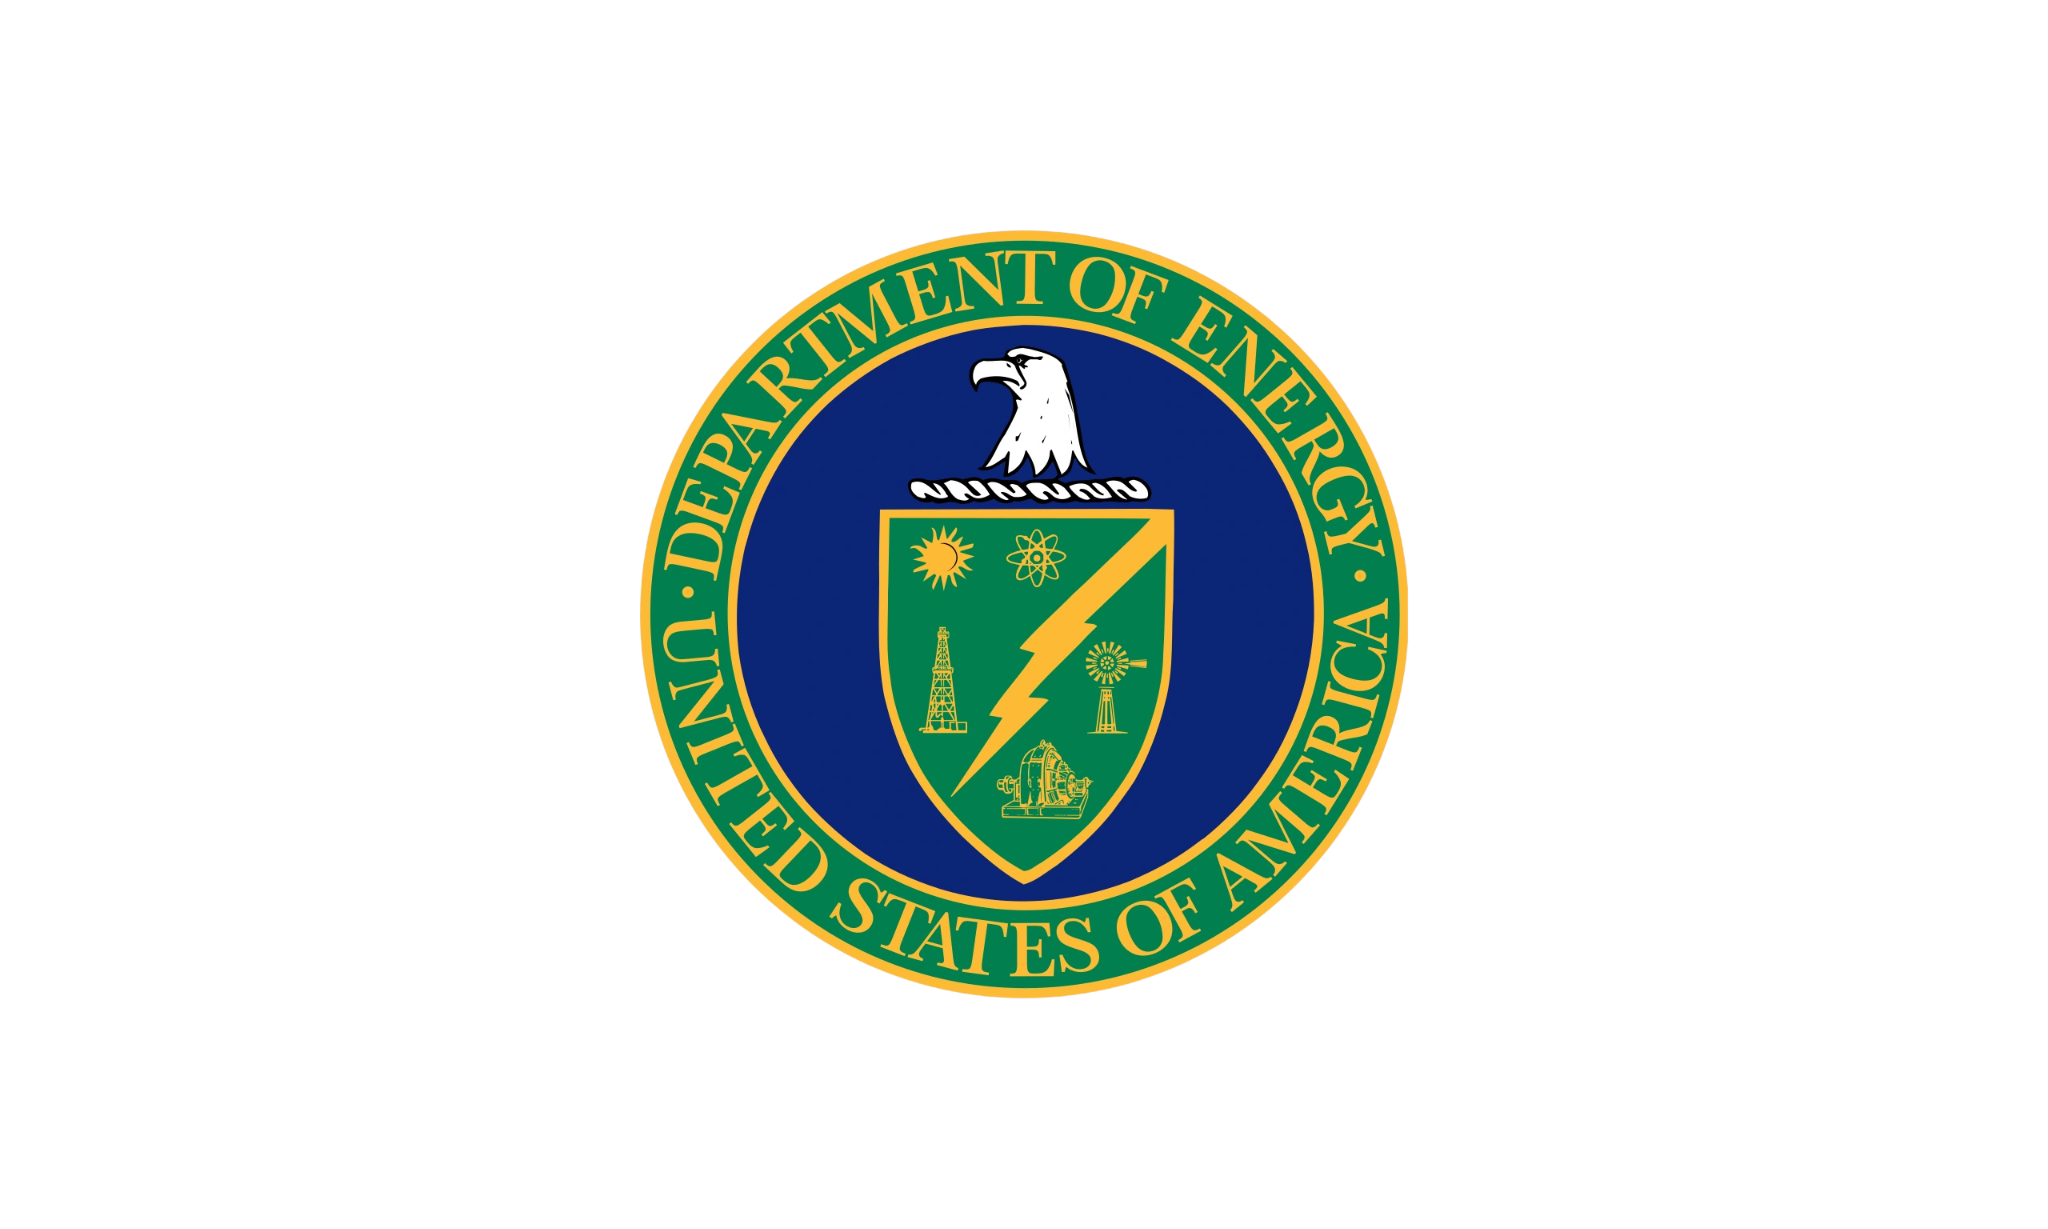 · DEPARTMENT OF ENERGY ·
UNITED STATES OF AMERICA